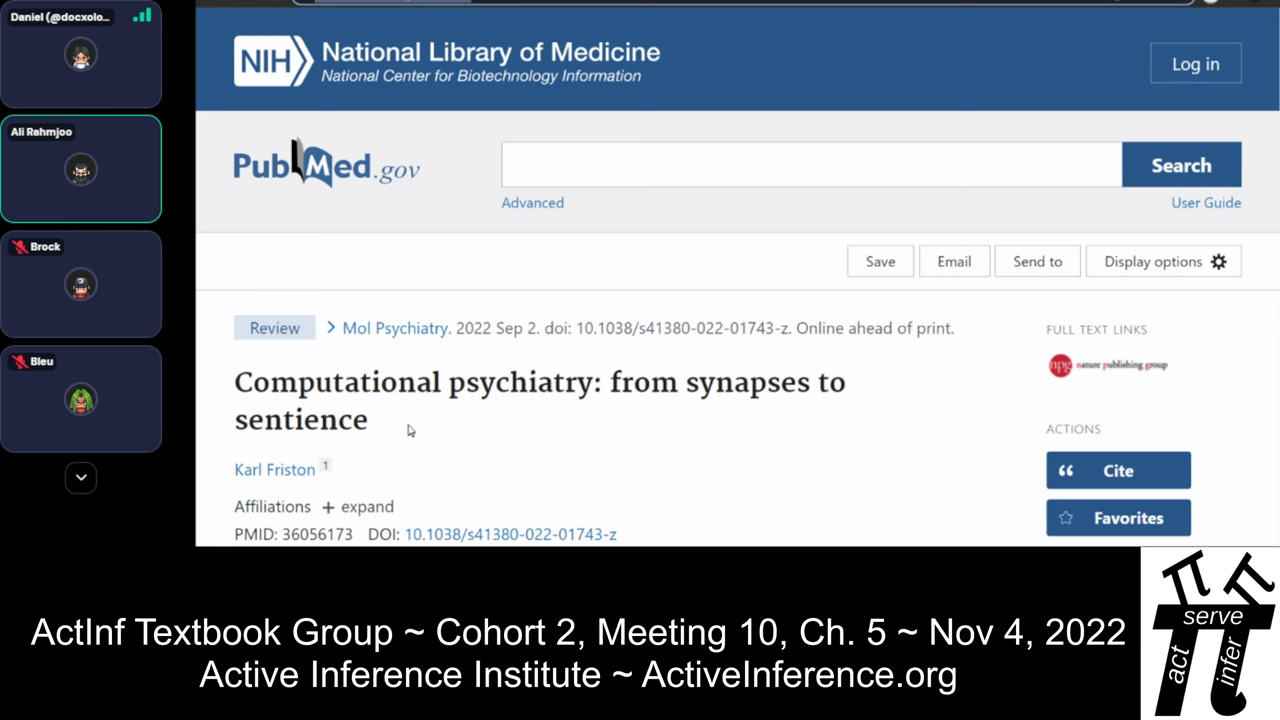 Daniel (@docxolo...
Ali Rahmjoo
Brock
Bleu
NIH National Library of Medicine
National Center for Biotechnology Information
Log in
PubMed.gov
Search
Advanced
User Guide
Save
Email
Send to
Display options
Review
Mol Psychiatry. 2022 Sep 2. doi: 10.1038/s41380-022-01743-z. Online ahead of print.
Computational psychiatry: from synapses to
sentience
Karl Friston 1
Affiliations + expand
PMID: 36056173 DOI: 10.1038/s41380-022-01743-z
FULL TEXT LINKS
npg nature publishing group
ACTIONS
Cite
Favorites
ActInf Textbook Group ~ Cohort 2, Meeting 10, Ch. 5 ~ Nov 4, 2022
Active Inference Institute ~ ActiveInference.org
serve
act
infer